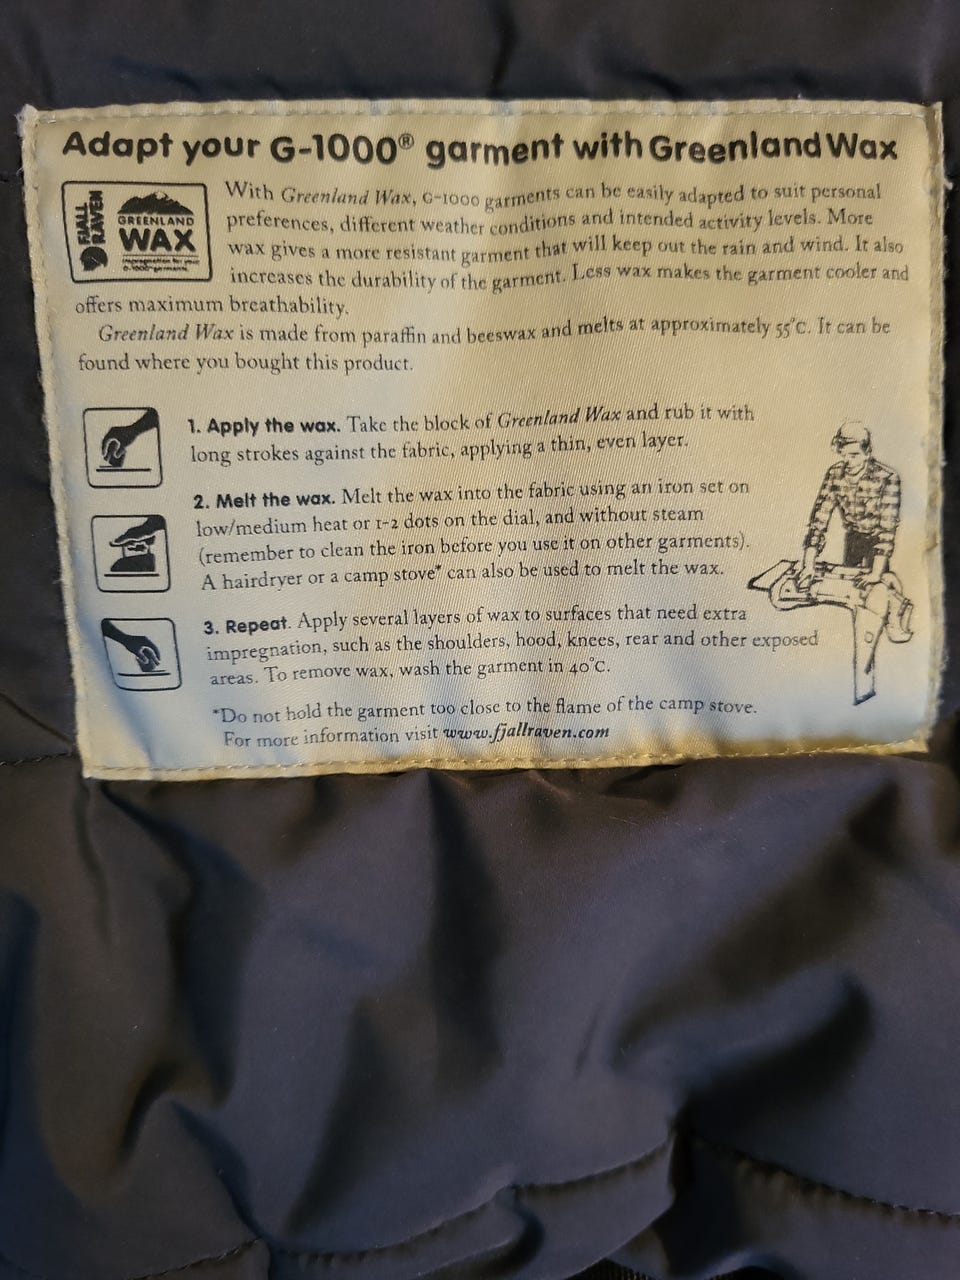 Adapt your G-1000® garment with Greenland Wax
FJALL
RAVEN
GREENLAND
WAX
Impregnation for your
G-1000-garments
With Greenland Wax, G-1000 garments can be easily adapted to suit personal
preferences, different weather conditions and intended activity levels. More
wax gives a more resistant garment that will keep out the rain and wind. It also
increases the durability of the garment. Less wax makes the garment cooler and
offers maximum breathability.
Greenland Wax is made from paraffin and beeswax and melts at approximately 55°C. It can be
found where you bought this product.
1. Apply the wax. Take the block of Greenland Wax and rub it with
long strokes against the fabric, applying a thin, even layer.
2. Melt the wax. Melt the wax into the fabric using an iron set on
low/medium heat or 1-2 dots on the dial, and without steam
(remember to clean the iron before you use it on other garments).
A hairdryer or a camp stove* can also be used to melt the wax.
3. Repeat. Apply several layers of wax to surfaces that need extra
impregnation, such as the shoulders, hood, knees, rear and other exposed
areas. To remove wax, wash the garment in 40°C.
*Do not hold the garment too close to the flame of the camp stove.
For more information visit www.fjallraven.com